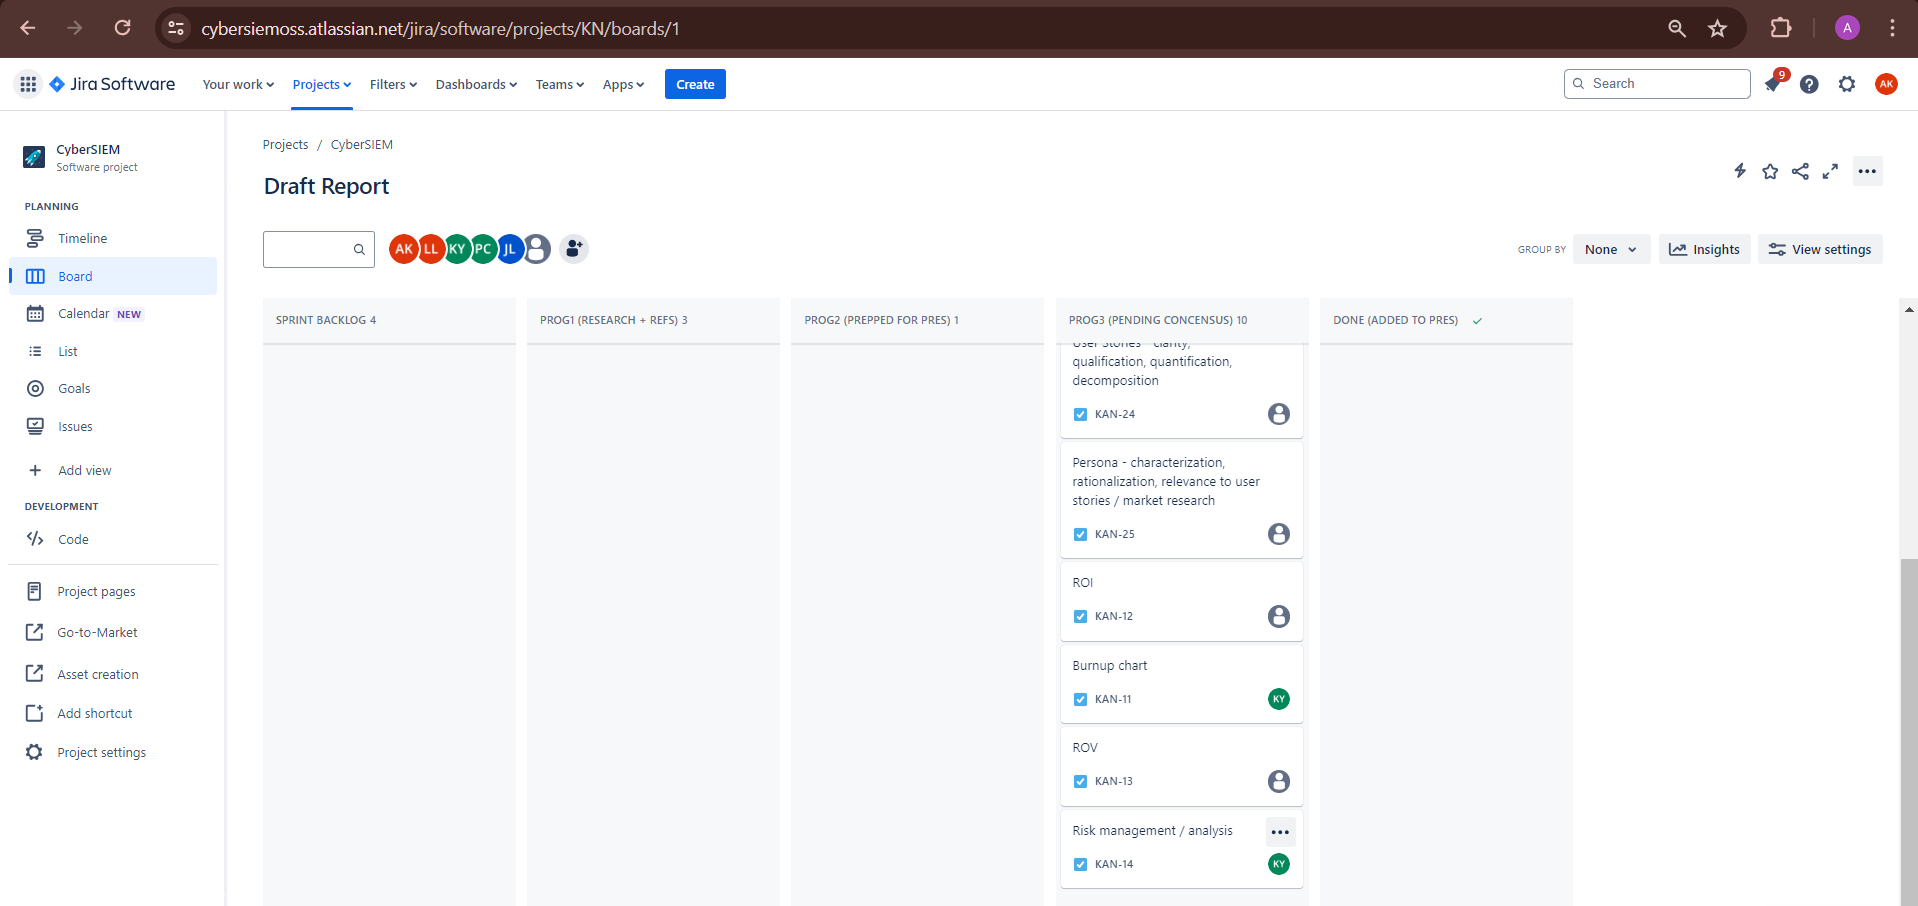 cybersiemoss.atlassian.net/jira/software/projects/KN/boards/1
A
Jira Software
Your work
Projects
Filters
Dashboards
Teams
Apps
Create
Search
9
AK
CyberSIEM
Software project
PLANNING
Timeline
Board
Calendar NEW
List
Goals
Issues
Add view
DEVELOPMENT
Code
Project pages
Go-to-Market
Asset creation
Add shortcut
Project settings
Projects / CyberSIEM
Draft Report
AK LL KY PC JL
GROUP BY None Insights View settings
SPRINT BACKLOG 4
PROG1 (RESEARCH + REFS) 3
PROG2 (PREPPED FOR PRES) 1
PROG3 (PENDING CONCENSUS) 10
DONE (ADDED TO PRES)
User Stories - clarity,
qualification, quantification,
decomposition
KAN-24
Persona - characterization,
rationalization, relevance to user
stories / market research
KAN-25
ROI
KAN-12
Burnup chart
KAN-11 KY
ROV
KAN-13
Risk management / analysis
KAN-14 KY